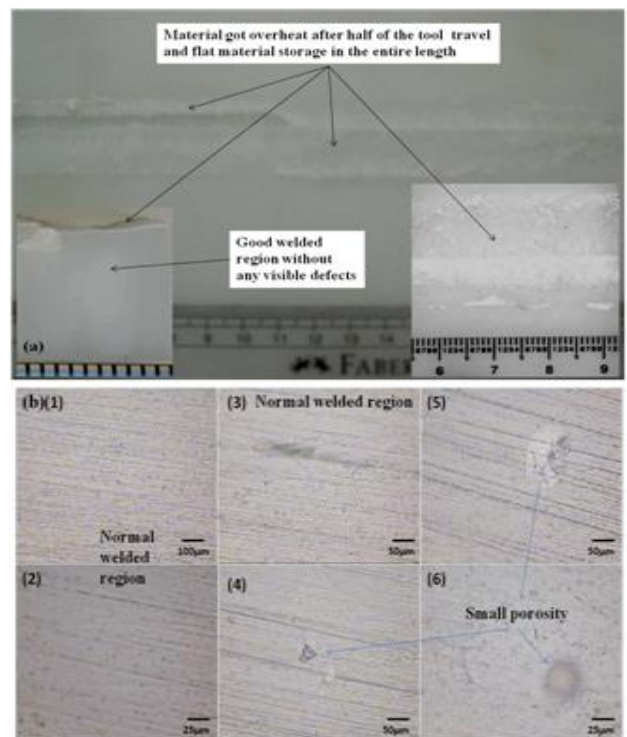 Material got overheat after half of the tool travel
and flat material storage in the entire length
Good welded
region without
any visible defects
(a)
8 9 10 11 12 13 14
FABER
6 7 8 9
(b)(1)
Normal
welded
region
100µm
(2)
25µm
(3) Normal welded region
50µm
(4)
50µm
(5)
50µm
(6)
Small porosity
25µm